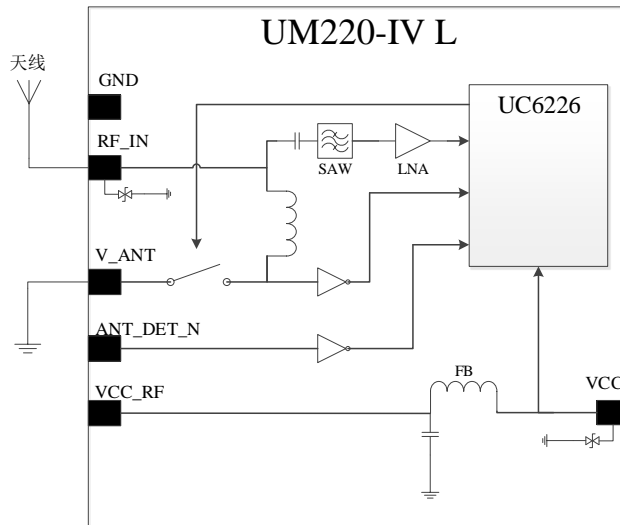 UM220-IV L
天线
GND
UC6226
RF_IN
SAW
LNA
V_ANT
ANT_DET_N
VCC_RF
FB
VCC